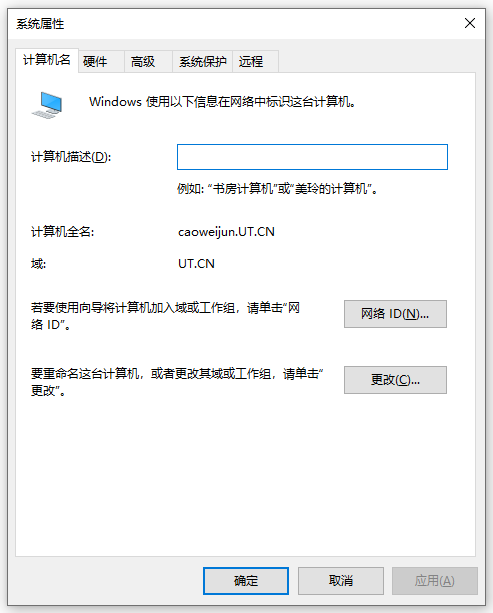 系统属性
计算机名 硬件 高级 系统保护 远程
Windows 使用以下信息在网络中标识这台计算机。
计算机描述(D):
例如: “书房计算机”或“美玲的计算机”。
计算机全名: caoweijun.UT.CN
域: UT.CN
若要使用向导将计算机加入域或工作组，请单击“网
络 ID”。
网络 ID(N)...
要重命名这台计算机，或者更改其域或工作组，请单击“
更改”。
更改(C)...
确定 取消 应用(A)